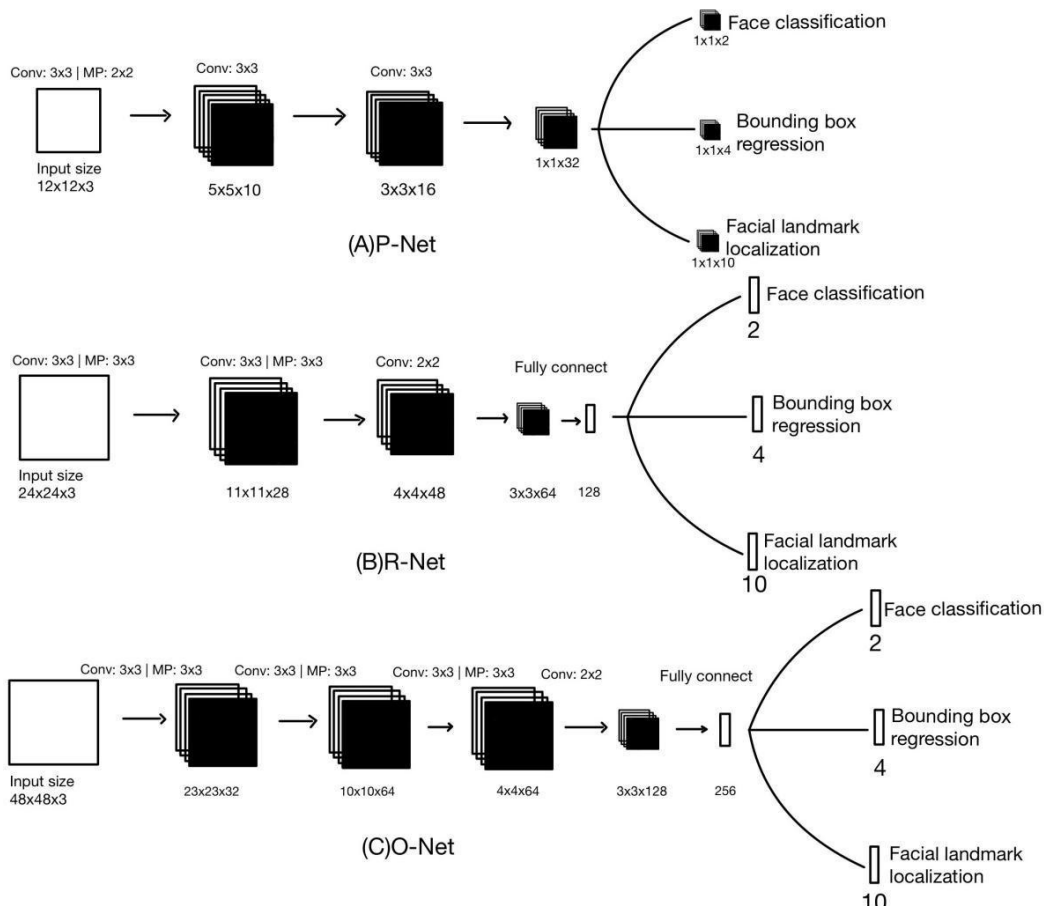 Face classification
1x1x2
Conv: 3x3 | MP: 2x2
Conv: 3x3
Conv: 3x3
Bounding box
regression
1x1x4
Input size
12x12x3
5x5x10
3x3x16
1x1x32
Facial landmark
localization
1x1x10
(A)P-Net
Face classification
2
Conv: 3x3 | MP: 3x3
Conv: 3x3 | MP: 3x3
Conv: 2x2
Fully connect
Bounding box
regression
4
Input size
24x24x3
11x11x28
4x4x48
3x3x64
128
Facial landmark
localization
10
(B)R-Net
Face classification
2
Conv: 3x3 | MP: 3x3
Conv: 3x3 | MP: 3x3
Conv: 3x3 | MP: 3x3
Conv: 2x2
Fully connect
Bounding box
regression
4
Input size
48x48x3
23x23x32
10x10x64
4x4x64
3x3x128
256
(C)O-Net
Facial landmark
localization
10